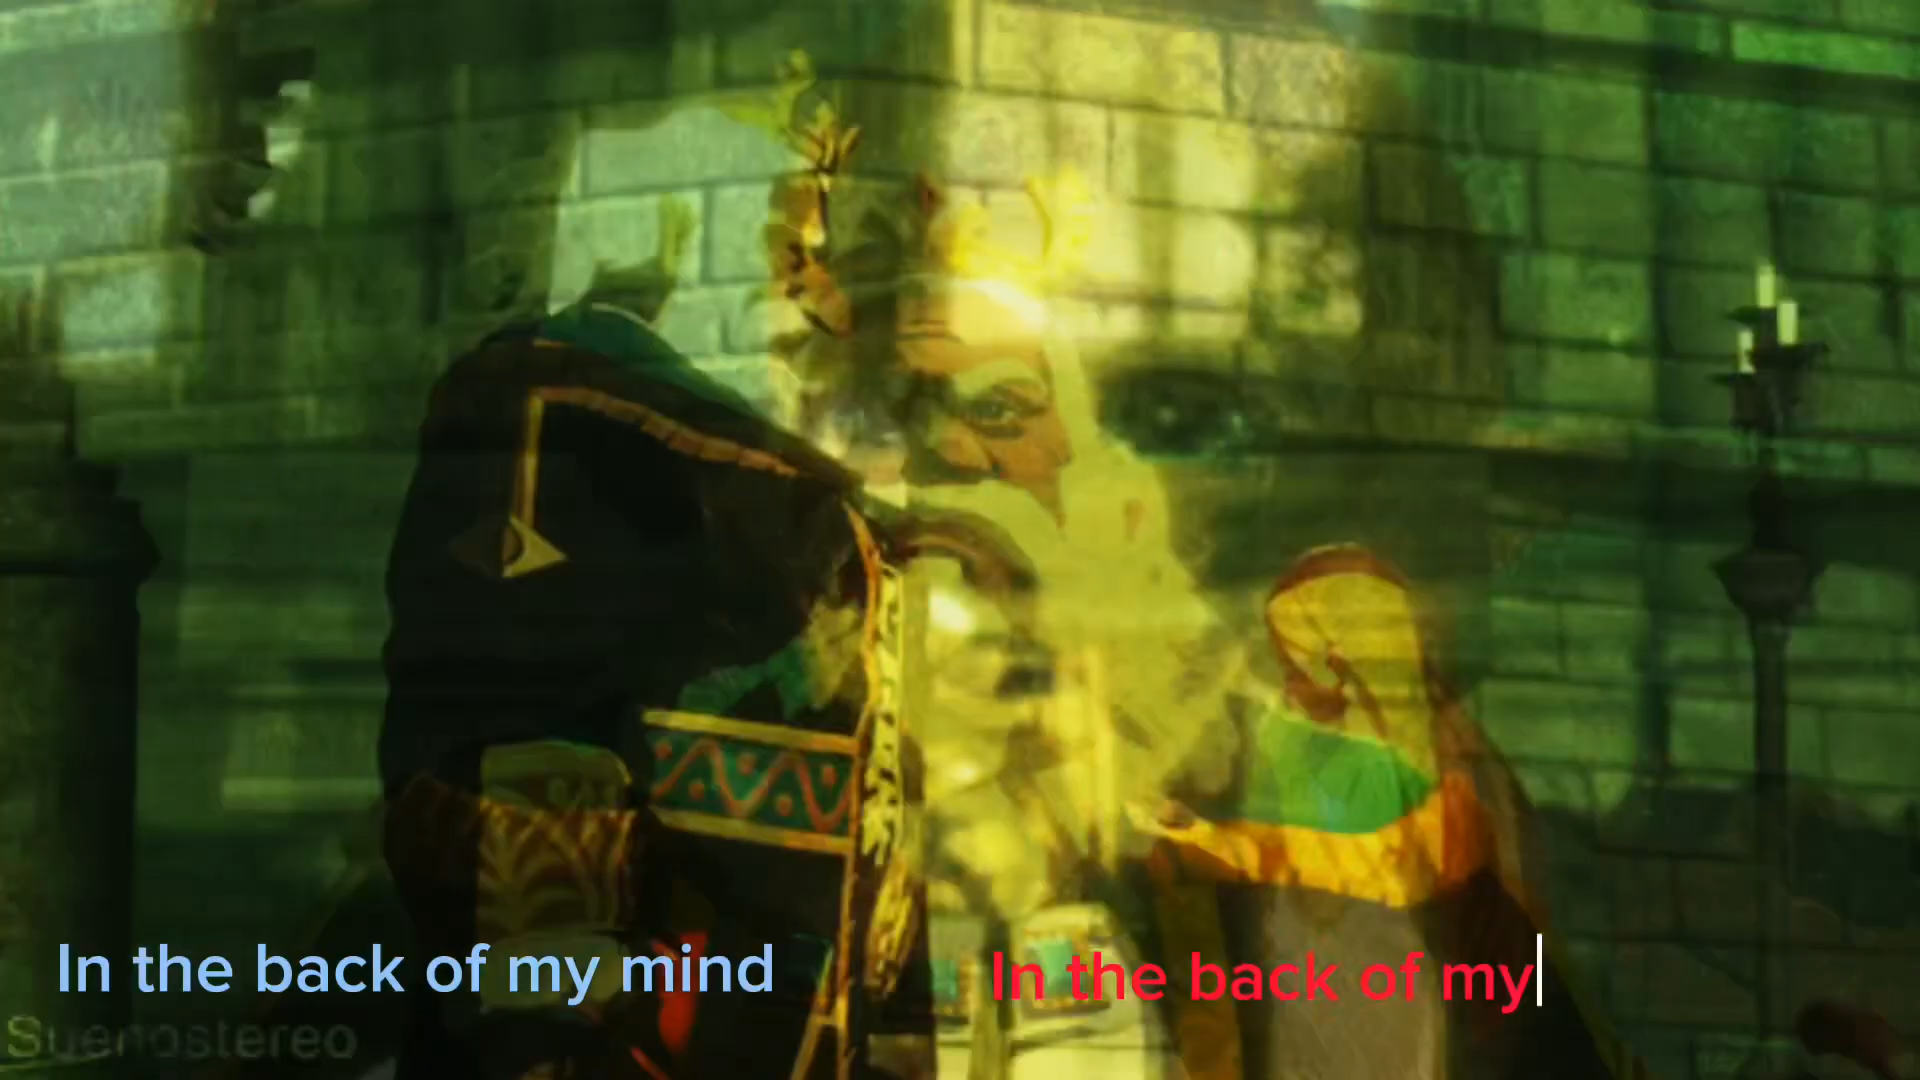 In the back of my mind
In the back of my
Suenostereo